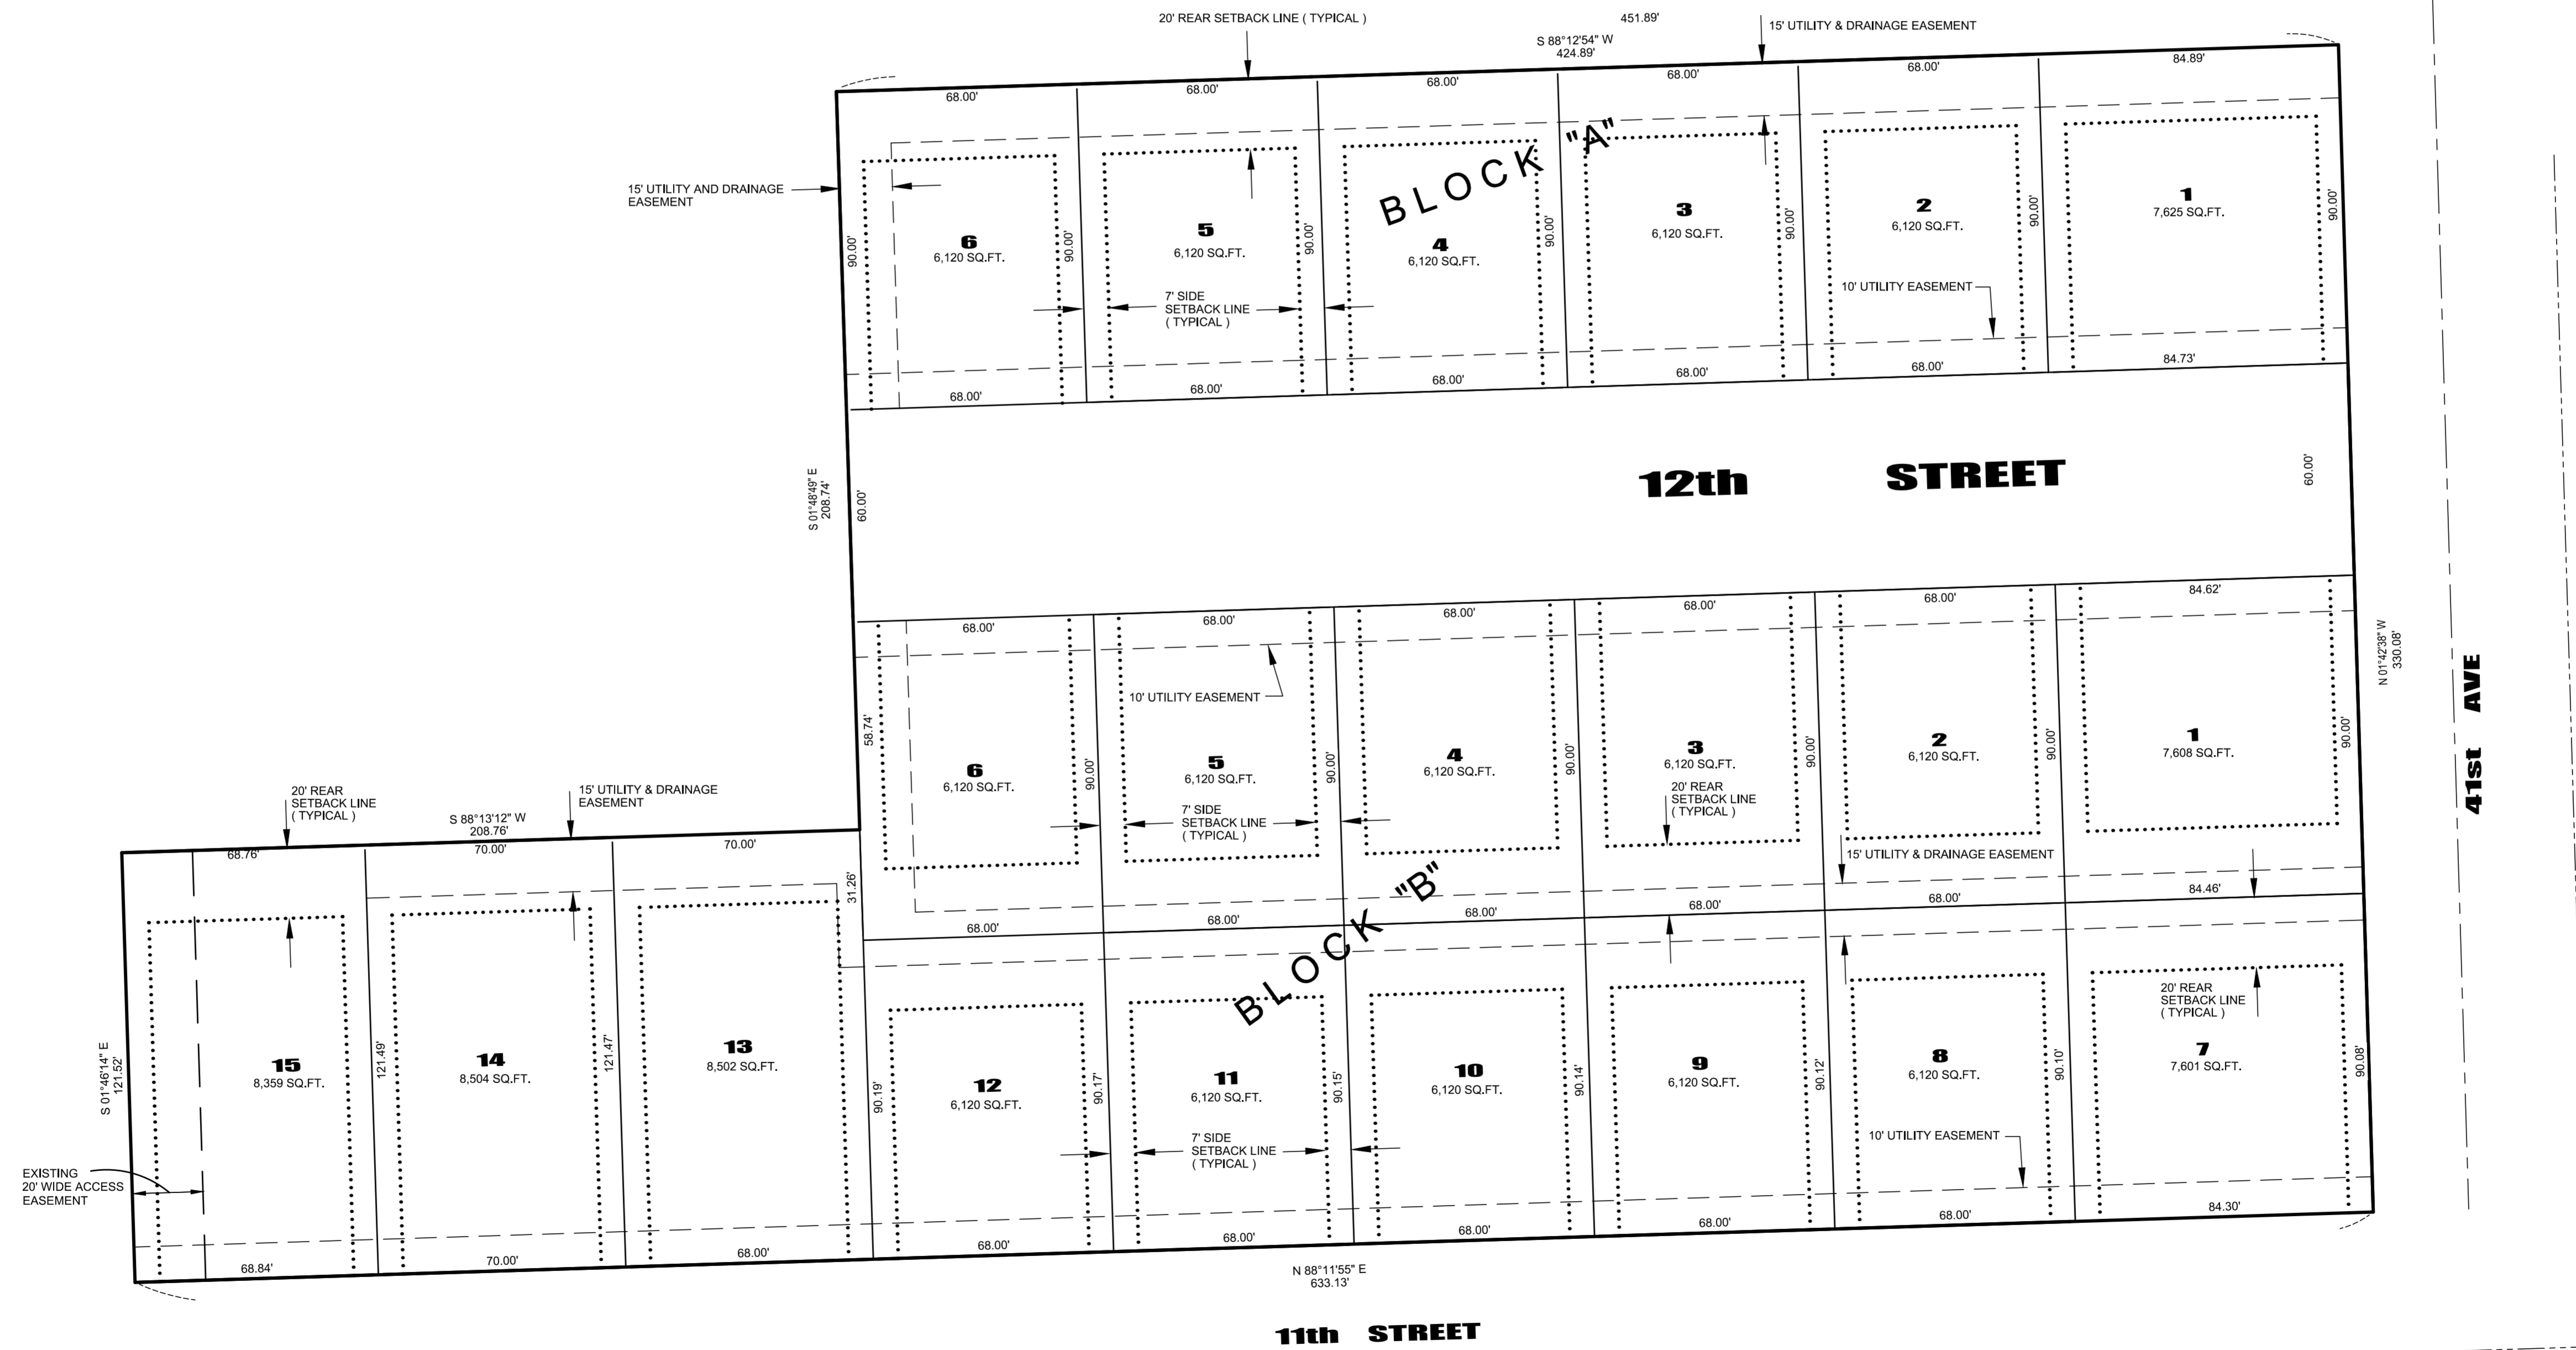 20' REAR SETBACK LINE ( TYPICAL )
451.89'
15' UTILITY & DRAINAGE EASEMENT
S 88°12'54" W
424.89'
68.00'
68.00'
68.00'
68.00'
68.00'
84.89'
15' UTILITY AND DRAINAGE
EASEMENT
BLOCK "A"
90.00'
6
6,120 SQ.FT.
90.00'
5
6,120 SQ.FT.
90.00'
4
6,120 SQ.FT.
90.00'
3
6,120 SQ.FT.
90.00'
2
6,120 SQ.FT.
90.00'
1
7,625 SQ.FT.
90.00'
7' SIDE
SETBACK LINE
( TYPICAL )
10' UTILITY EASEMENT
68.00'
68.00'
68.00'
68.00'
68.00'
84.73'
S 01°48'49" E
208.74'
60.00'
12th STREET
60.00'
68.00'
68.00'
68.00'
68.00'
68.00'
84.62'
N 01°42'38" W
330.08'
41st AVE
10' UTILITY EASEMENT
58.74'
6
6,120 SQ.FT.
90.00'
5
6,120 SQ.FT.
90.00'
4
6,120 SQ.FT.
90.00'
3
6,120 SQ.FT.
90.00'
2
6,120 SQ.FT.
90.00'
1
7,608 SQ.FT.
90.00'
7' SIDE
SETBACK LINE
( TYPICAL )
20' REAR
SETBACK LINE
( TYPICAL )
15' UTILITY & DRAINAGE EASEMENT
20' REAR
SETBACK LINE
( TYPICAL )
15' UTILITY & DRAINAGE
EASEMENT
S 88°13'12" W
208.76'
68.76'
70.00'
70.00'
31.26'
68.00'
68.00'
68.00'
68.00'
68.00'
84.46'
BLOCK "B"
S 01°46'14" E
121.52'
15
8,359 SQ.FT.
121.49'
14
8,504 SQ.FT.
121.47'
13
8,502 SQ.FT.
90.19'
12
6,120 SQ.FT.
90.17'
11
6,120 SQ.FT.
90.15'
10
6,120 SQ.FT.
90.14'
9
6,120 SQ.FT.
90.12'
8
6,120 SQ.FT.
90.10'
20' REAR
SETBACK LINE
( TYPICAL )
7
7,601 SQ.FT.
90.08'
7' SIDE
SETBACK LINE
( TYPICAL )
10' UTILITY EASEMENT
EXISTING
20' WIDE ACCESS
EASEMENT
68.84'
70.00'
68.00'
68.00'
68.00'
68.00'
68.00'
68.00'
84.30'
N 88°11'55" E
633.13'
11th STREET